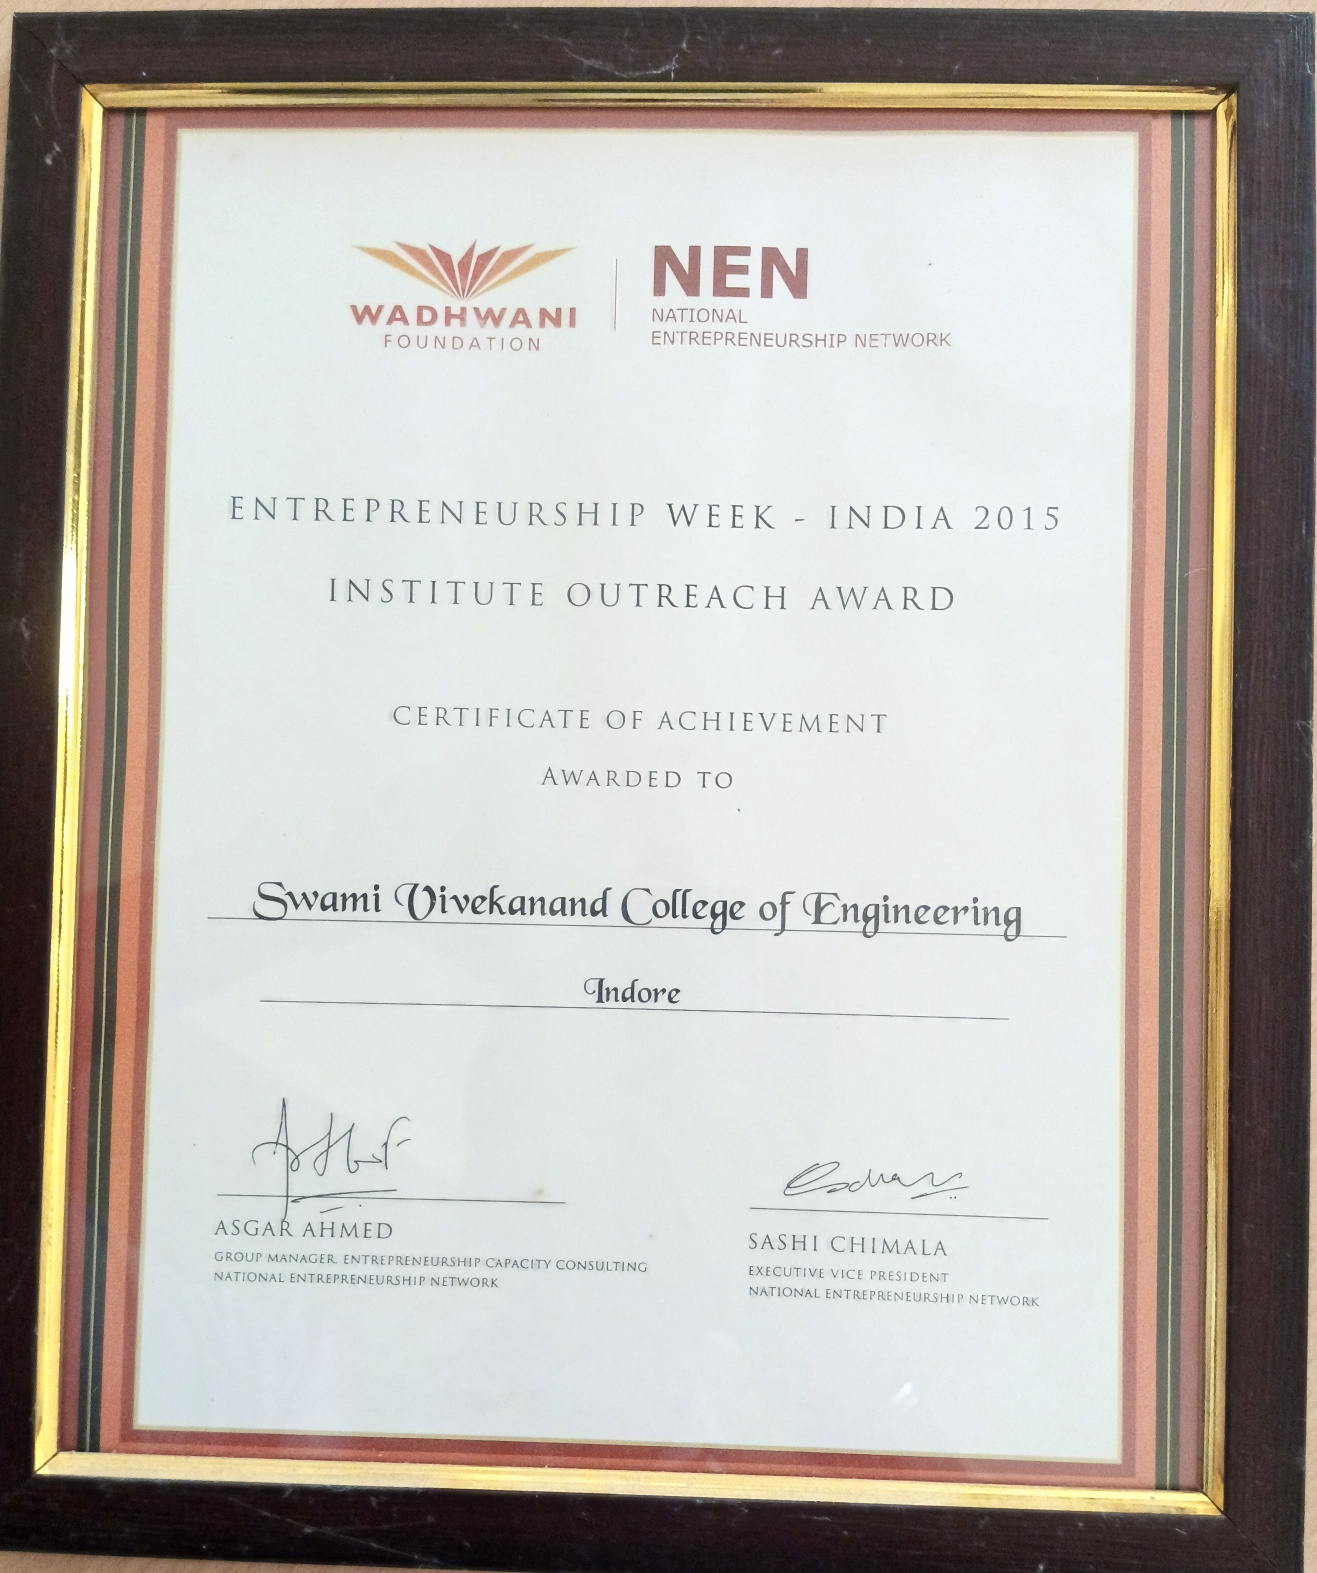 WADHWANI
FOUNDATION
NEN
NATIONAL
ENTREPRENEURSHIP NETWORK
ENTREPRENEURSHIP WEEK - INDIA 2015
INSTITUTE OUTREACH AWARD
CERTIFICATE OF ACHIEVEMENT
AWARDED TO
Swami Vivekanand College of Engineering
Indore
ASGAR AHMED
GROUP MANAGER, ENTREPRENEURSHIP CAPACITY CONSULTING
NATIONAL ENTREPRENEURSHIP NETWORK
SASHI CHIMALA
EXECUTIVE VICE PRESIDENT
NATIONAL ENTREPRENEURSHIP NETWORK